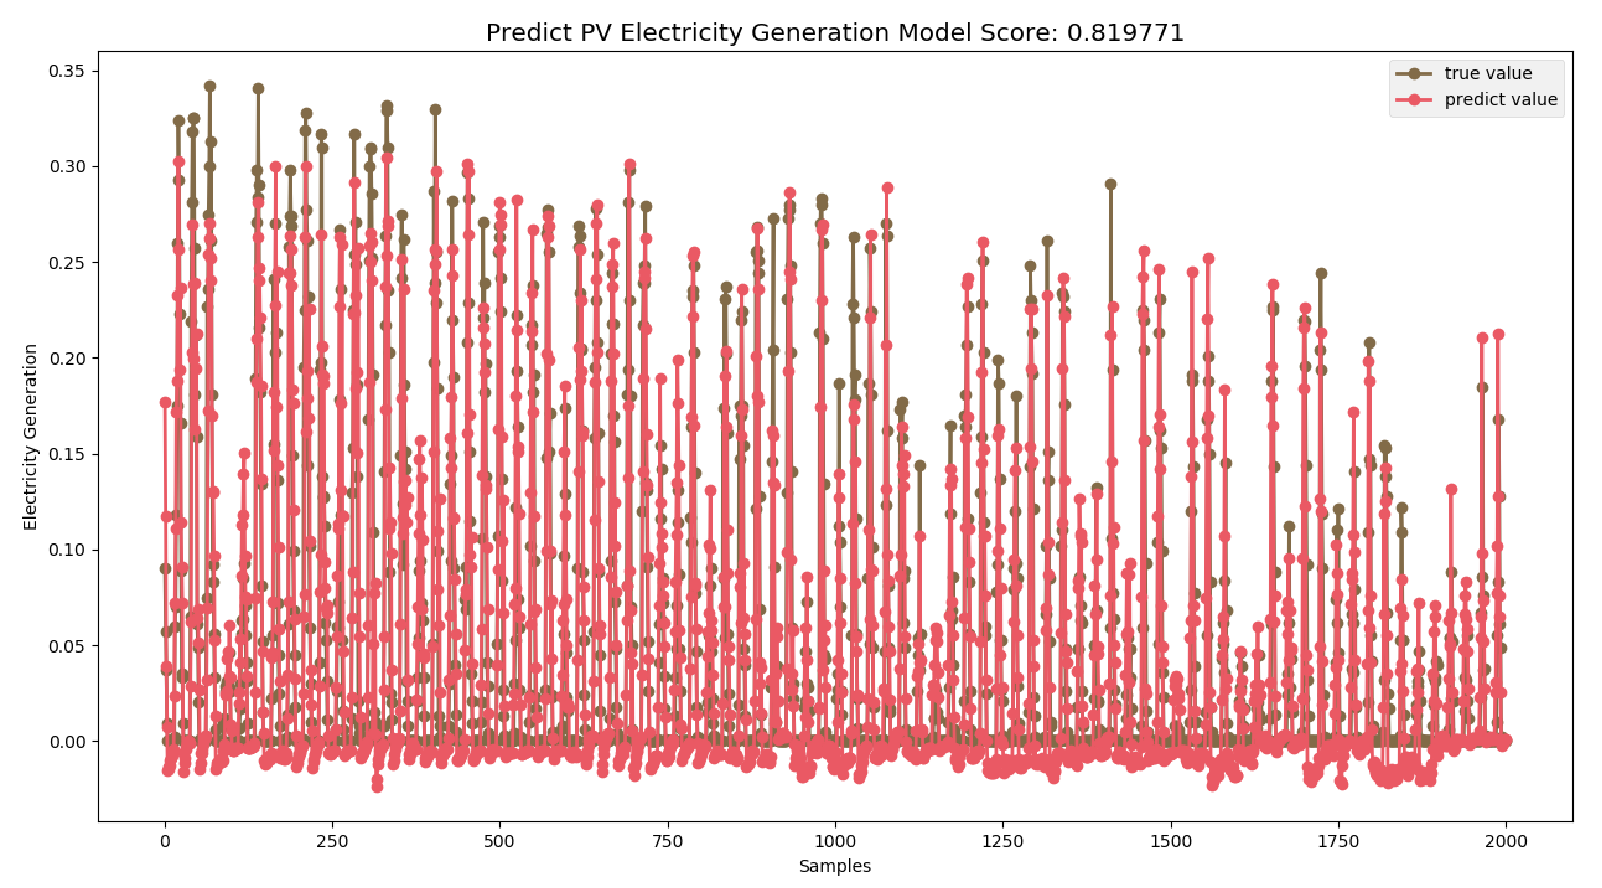 Predict PV Electricity Generation Model Score: 0.819771
true value
predict value
0.35
0.30
0.25
0.20
0.15
0.10
0.05
0.00
Electricity Generation
0 250 500 750 1000 1250 1500 1750 2000
Samples